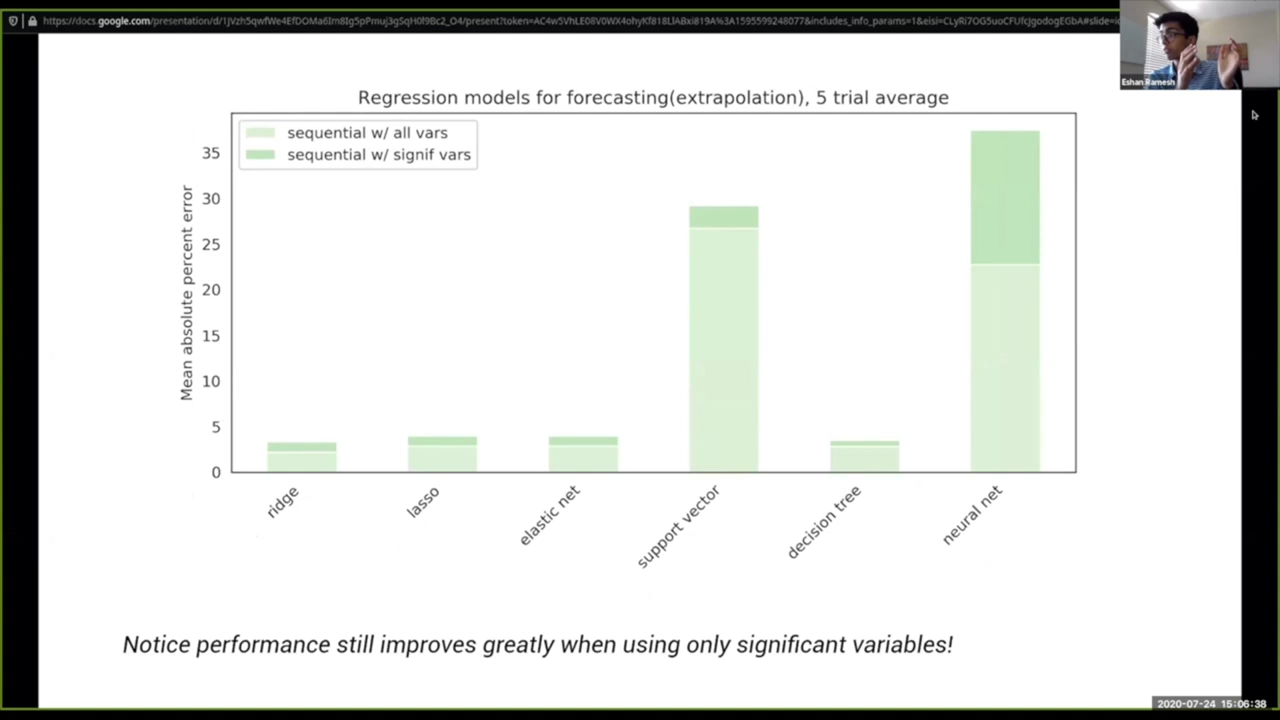 Eshan Ramesh
Regression models for forecasting(extrapolation), 5 trial average
sequential w/ all vars
sequential w/ signif vars
Mean absolute percent error
35
30
25
20
15
10
5
0
ridge
lasso
elastic net
support vector
decision tree
neural net
Notice performance still improves greatly when using only significant variables!
2020-07-24 15:06:38